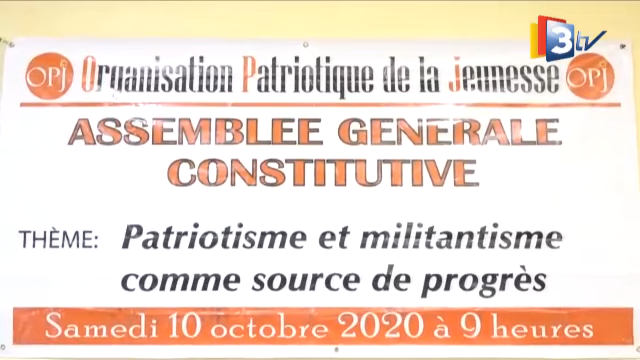 3tv
OPJ Organisation Patriotique de la Jeunesse OPJ
ASSEMBLEE GENERALE
CONSTITUTIVE
THÈME: Patriotisme et militantisme
comme source de progrès
Samedi 10 octobre 2020 à 9 heures